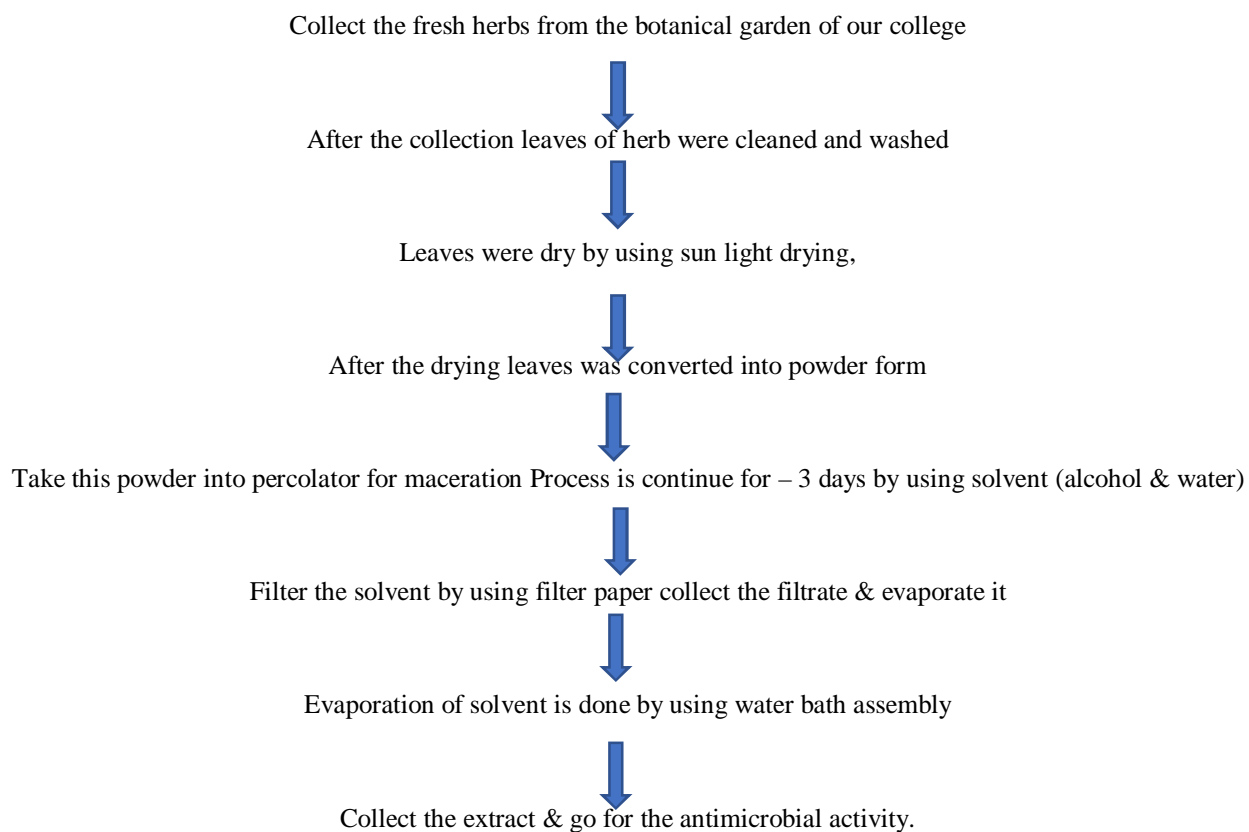 Collect the fresh herbs from the botanical garden of our college
After the collection leaves of herb were cleaned and washed
Leaves were dry by using sun light drying,
After the drying leaves was converted into powder form
Take this powder into percolator for maceration Process is continue for – 3 days by using solvent (alcohol & water)
Filter the solvent by using filter paper collect the filtrate & evaporate it
Evaporation of solvent is done by using water bath assembly
Collect the extract & go for the antimicrobial activity.